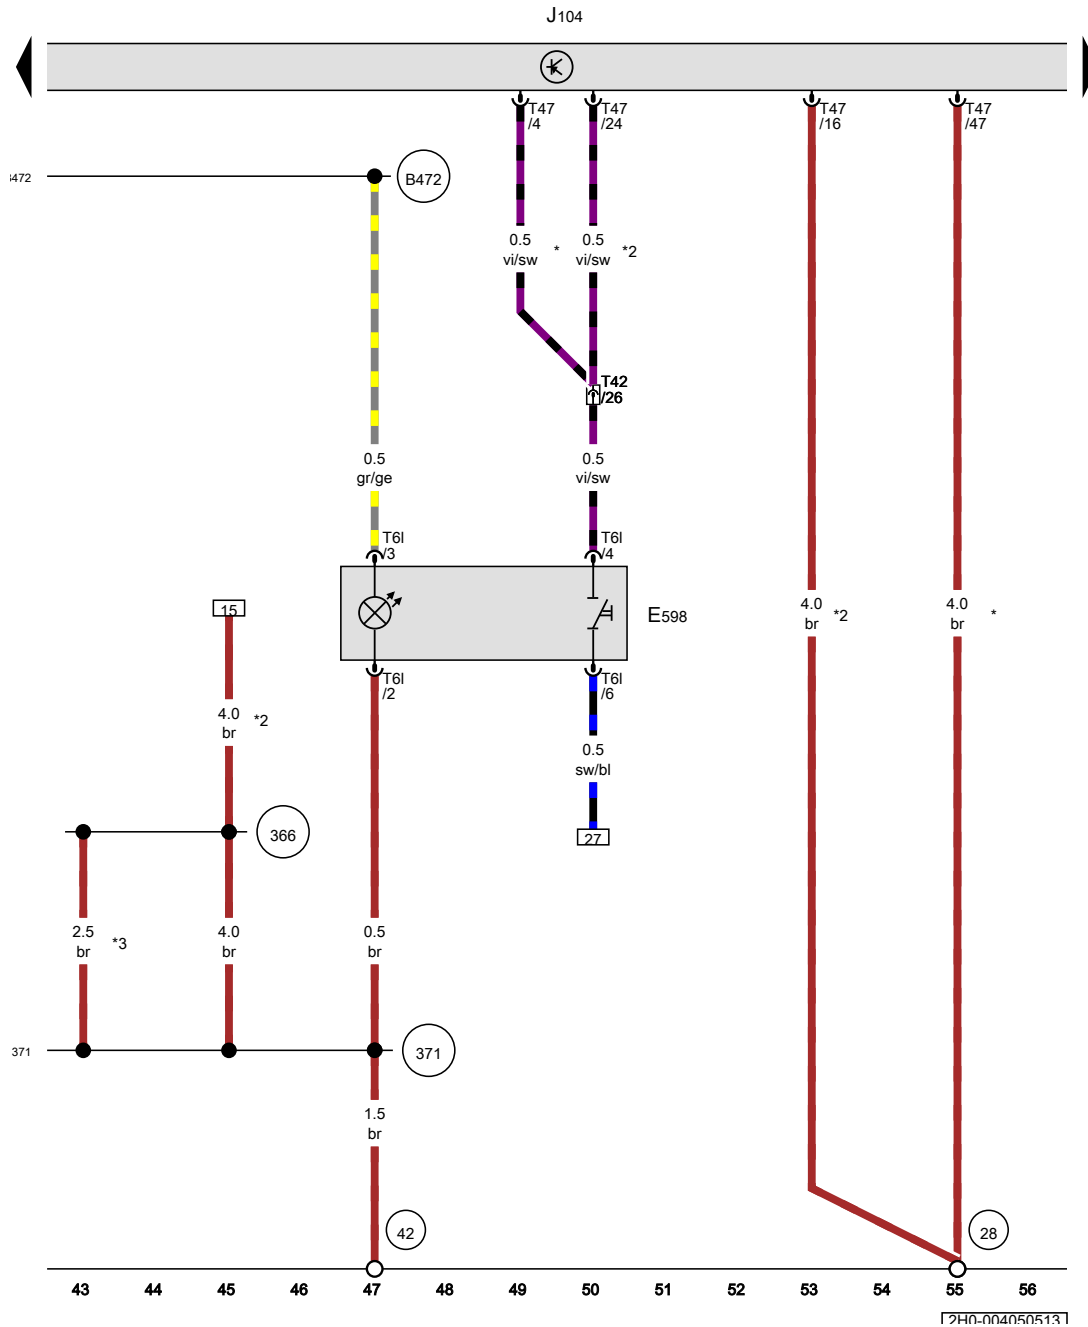 J104
T47 T47 T47 T47
/4 /24 /16 /47
B472
0.5 0.5
vi/sw * vi/sw *2
T42
/26
0.5 0.5
gr/ge vi/sw
T6l T6l
/3 /4
15
E598
4.0 *2 4.0 *
br br
T6l T6l
/2 /6
4.0 *2
br
0.5
sw/bl
27
366
2.5 *3 4.0 0.5
br br br
371 371
1.5
br
42 28
43 44 45 46 47 48 49 50 51 52 53 54 55 56
2H0-004050513